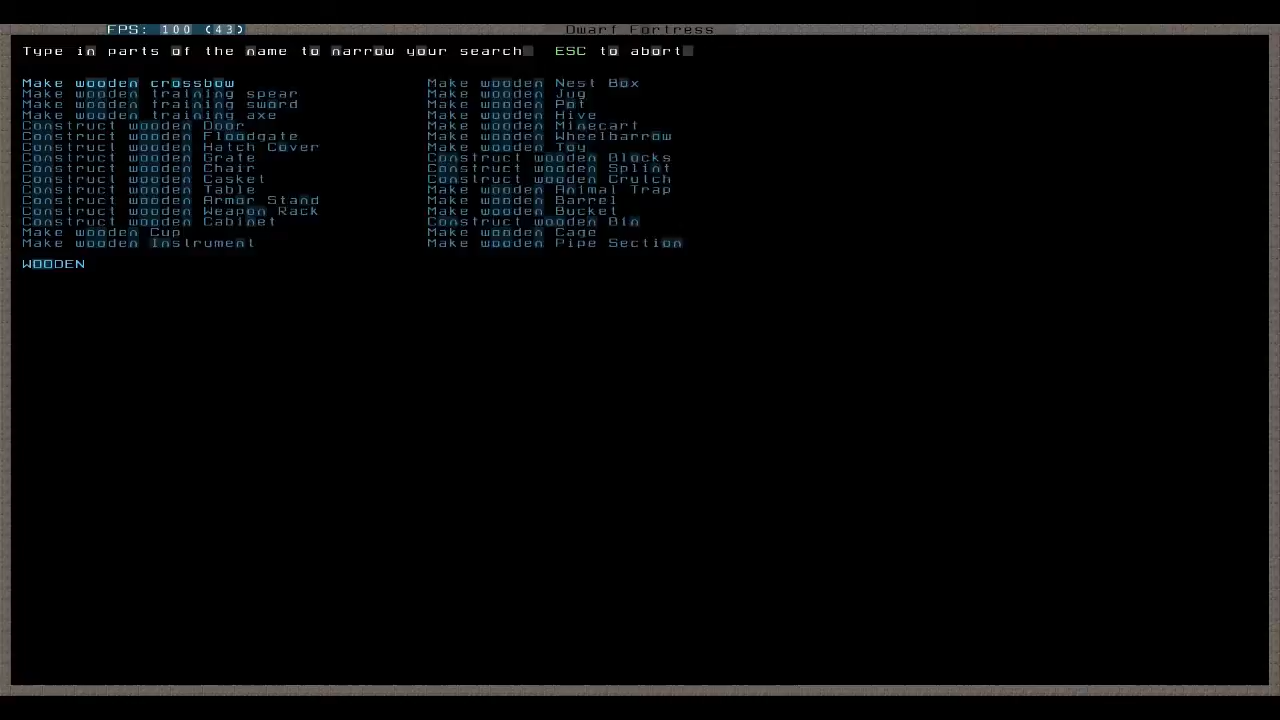 FPS: 100 (43)
Dwarf Fortress
Type in parts of the name to narrow your search. ESC to abort.
Make wooden crossbow
Make wooden training spear
Make wooden training sword
Make wooden training axe
Construct wooden Door
Construct wooden Floodgate
Construct wooden Hatch Cover
Construct wooden Grate
Construct wooden Chair
Construct wooden Casket
Construct wooden Table
Construct wooden Armor Stand
Construct wooden Weapon Rack
Construct wooden Cabinet
Make wooden Cup
Make wooden Instrument
Make wooden Nest Box
Make wooden Jug
Make wooden Pot
Make wooden Hive
Make wooden Minecart
Make wooden Wheelbarrow
Make wooden Toy
Construct wooden Blocks
Construct wooden Splint
Construct wooden Crutch
Make wooden Animal Trap
Make wooden Barrel
Make wooden Bucket
Construct wooden Bin
Make wooden Cage
Make wooden Pipe Section
WOODEN